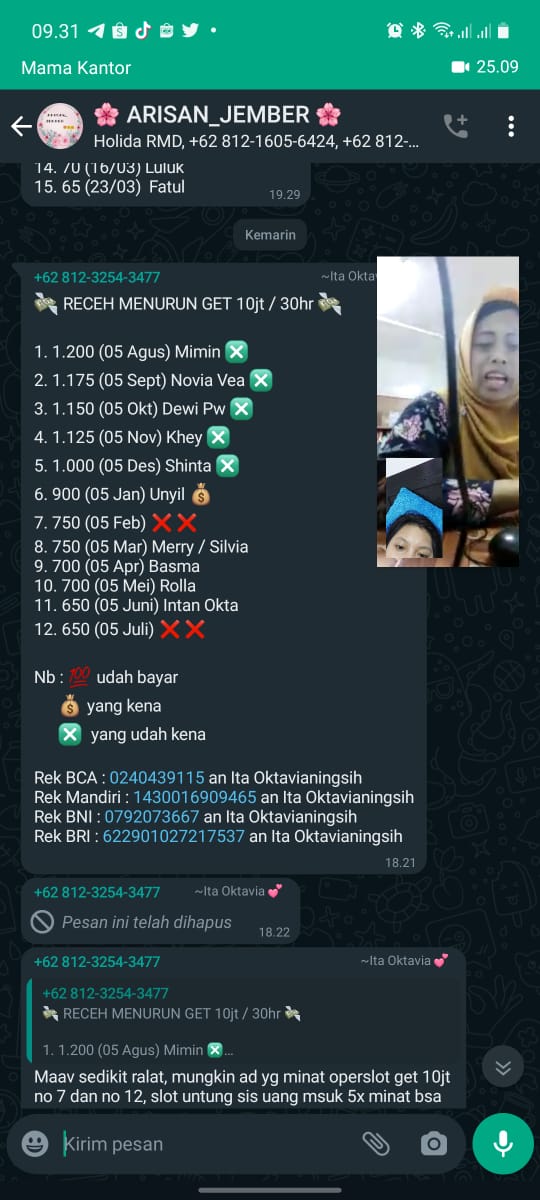 09.31
Mama Kantor
25.09
🌸 ARISAN_JEMBER 🌸
Holida RMD, +62 812-1605-6424, +62 812-...
14. 70 (16/03) Luluk
15. 65 (23/03) Fatul
19.29
Kemarin
+62 812-3254-3477 ~Ita Oktav
💸 RECEH MENURUN GET 10jt / 30hr 💸
1. 1.200 (05 Agus) Mimin ❎
2. 1.175 (05 Sept) Novia Vea ❎
3. 1.150 (05 Okt) Dewi Pw ❎
4. 1.125 (05 Nov) Khey ❎
5. 1.000 (05 Des) Shinta ❎
6. 900 (05 Jan) Unyil 💰
7. 750 (05 Feb) ❌ ❌
8. 750 (05 Mar) Merry / Silvia
9. 700 (05 Apr) Basma
10. 700 (05 Mei) Rolla
11. 650 (05 Juni) Intan Okta
12. 650 (05 Juli) ❌ ❌
Nb : 💯 udah bayar
💰 yang kena
❎ yang udah kena
Rek BCA : 0240439115 an Ita Oktavianingsih
Rek Mandiri : 1430016909465 an Ita Oktavianingsih
Rek BNI : 0792073667 an Ita Oktavianingsih
Rek BRI : 622901027217537 an Ita Oktavianingsih
18.21
+62 812-3254-3477 ~Ita Oktavia 💕
Pesan ini telah dihapus
18.22
+62 812-3254-3477 ~Ita Oktavia 💕
+62 812-3254-3477
💸 RECEH MENURUN GET 10jt / 30hr 💸
1. 1.200 (05 Agus) Mimin ❎...
Maav sedikit ralat, mungkin ad yg minat operslot get 10jt
no 7 dan no 12, slot untung sis uang msuk 5x minat bsa
Kirim pesan